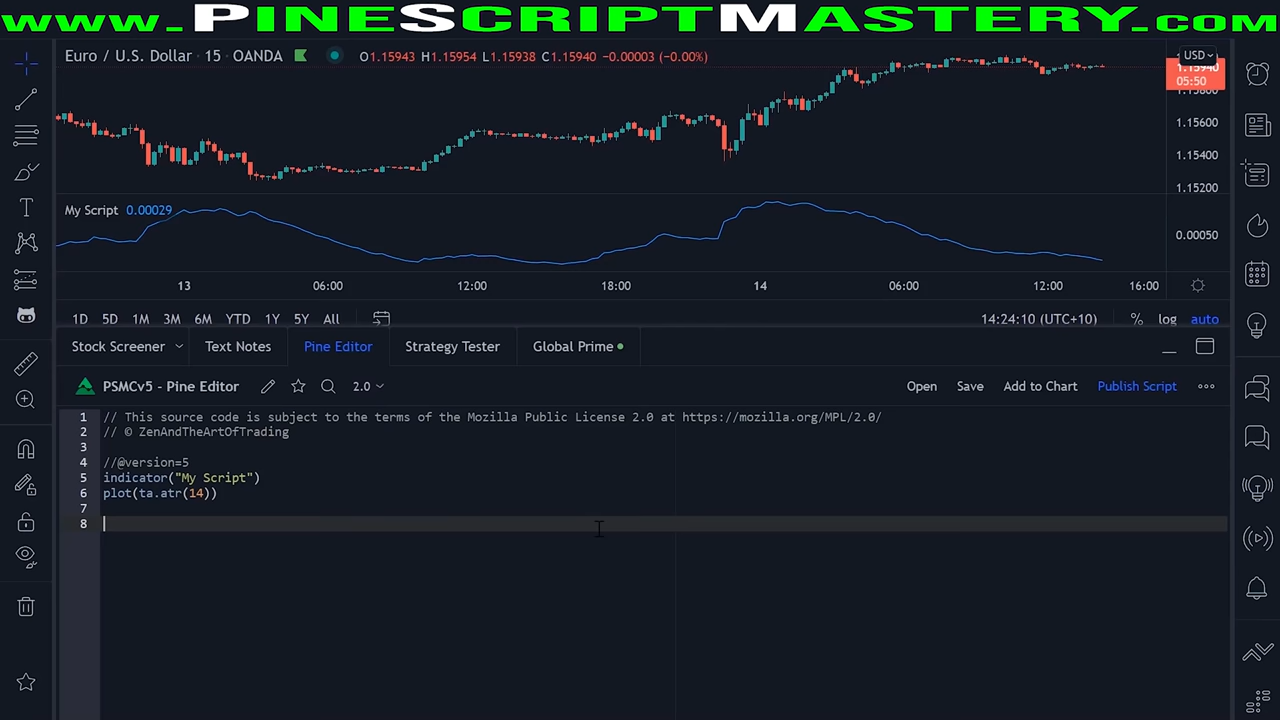 www.PineScriptMastery.com
Euro / U.S. Dollar · 15 · OANDA O1.15943 H1.15954 L1.15938 C1.15940 -0.00003 (-0.00%)
USD
1.15940
05:50
1.15800
1.15600
1.15400
1.15200
My Script 0.00029
0.00050
13 06:00 12:00 18:00 14 06:00 12:00 16:00
1D 5D 1M 3M 6M YTD 1Y 5Y All 14:24:10 (UTC+10) % log auto
Stock Screener Text Notes Pine Editor Strategy Tester Global Prime
PSMCv5 - Pine Editor 2.0 Open Save Add to Chart Publish Script
1 // This source code is subject to the terms of the Mozilla Public License 2.0 at https://mozilla.org/MPL/2.0/
2 // © ZenAndTheArtOfTrading
3
4 //@version=5
5 indicator("My Script")
6 plot(ta.atr(14))
7
8